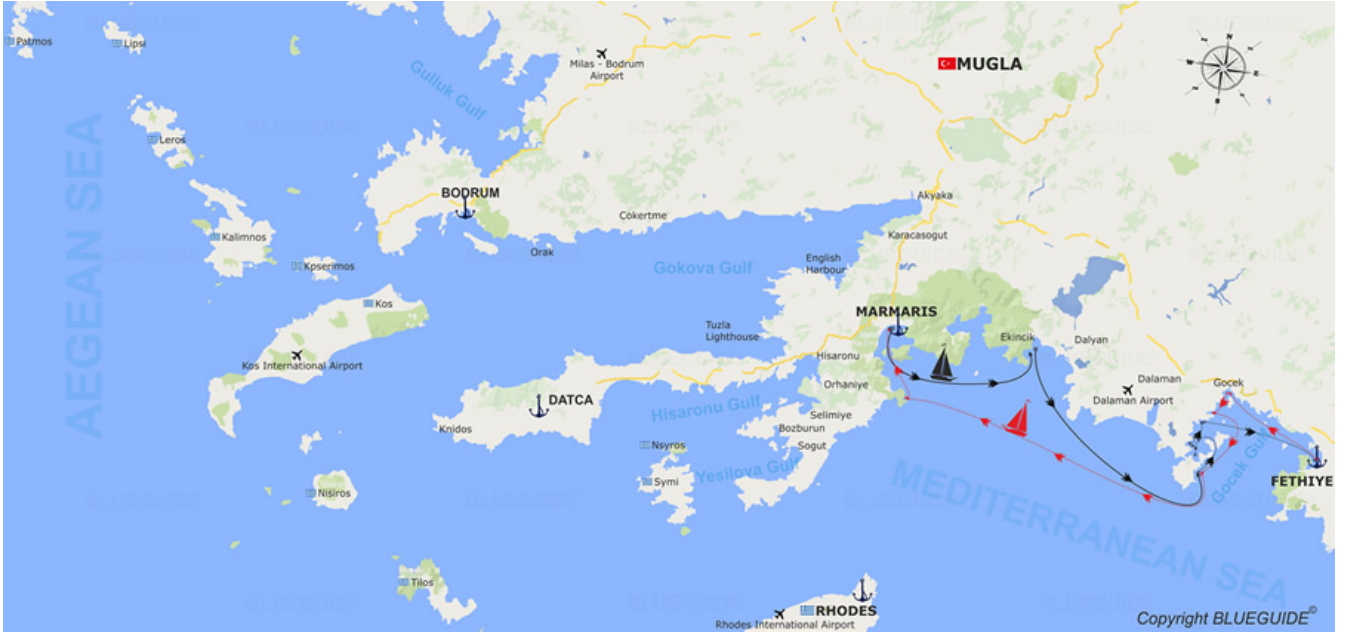 Patmos
Lipsi
Milas - Bodrum
Airport
MUGLA
N
W
E
S
Gulluk Gulf
BLUEGUIDE
AEGEAN SEA
Leros
BODRUM
Akyaka
Cokertme
Kalimnos
Karacasogut
Orak
English
Harbour
Gokova Gulf
Kpserimos
Kos
MARMARIS
Tuzla
Lighthouse
Ekincik
Dalyan
Hisaronu
Kos International Airport
Dalaman
Gocek
Orhaniye
Dalaman Airport
DATCA
Hisaronu Gulf
Selimiye
Knidos
Bozburun
Nsyros
Sogut
Yesilova Gulf
Gocek Gulf
Symi
FETHIYE
Nisiros
MEDITERRANEAN SEA
Tilos
RHODES
Rhodes International Airport
Copyright BLUEGUIDE©